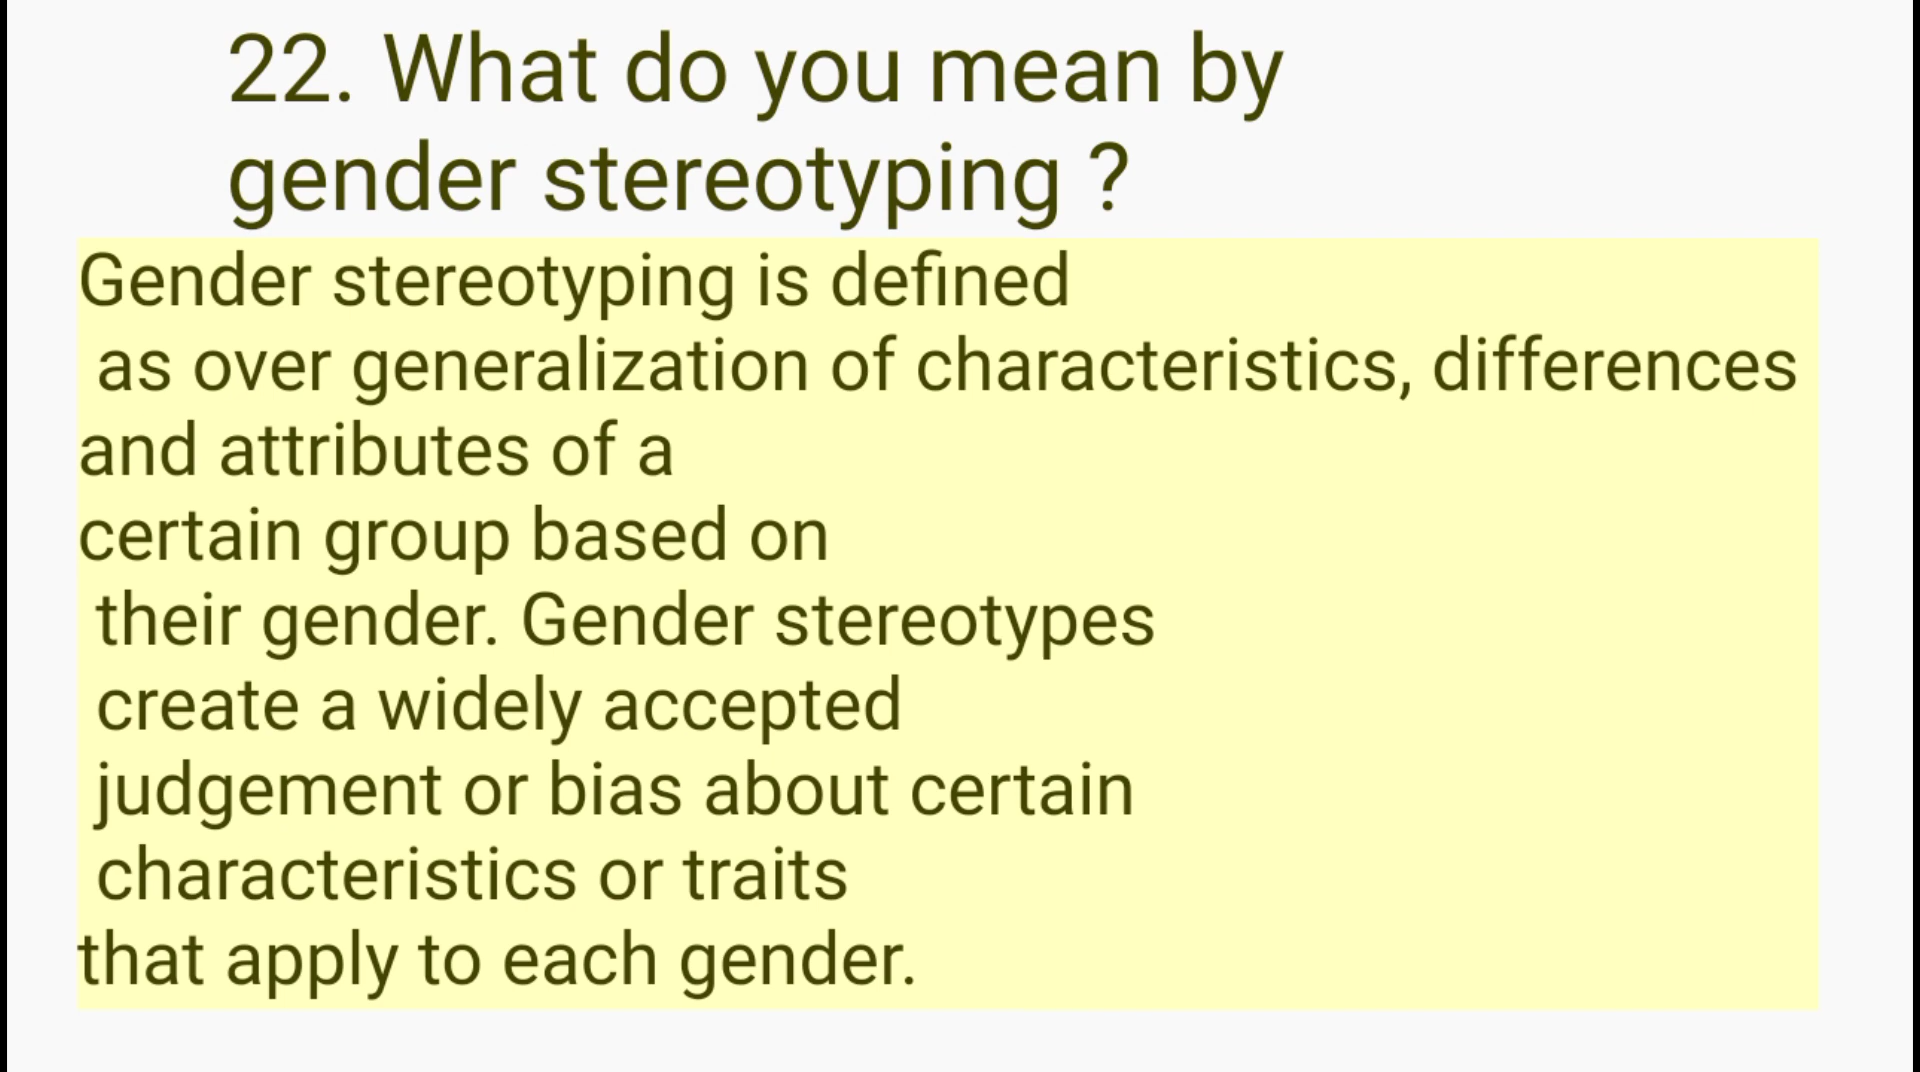 22. What do you mean by
gender stereotyping ?
Gender stereotyping is defined
as over generalization of characteristics, differences
and attributes of a
certain group based on
their gender. Gender stereotypes
create a widely accepted
judgement or bias about certain
characteristics or traits
that apply to each gender.